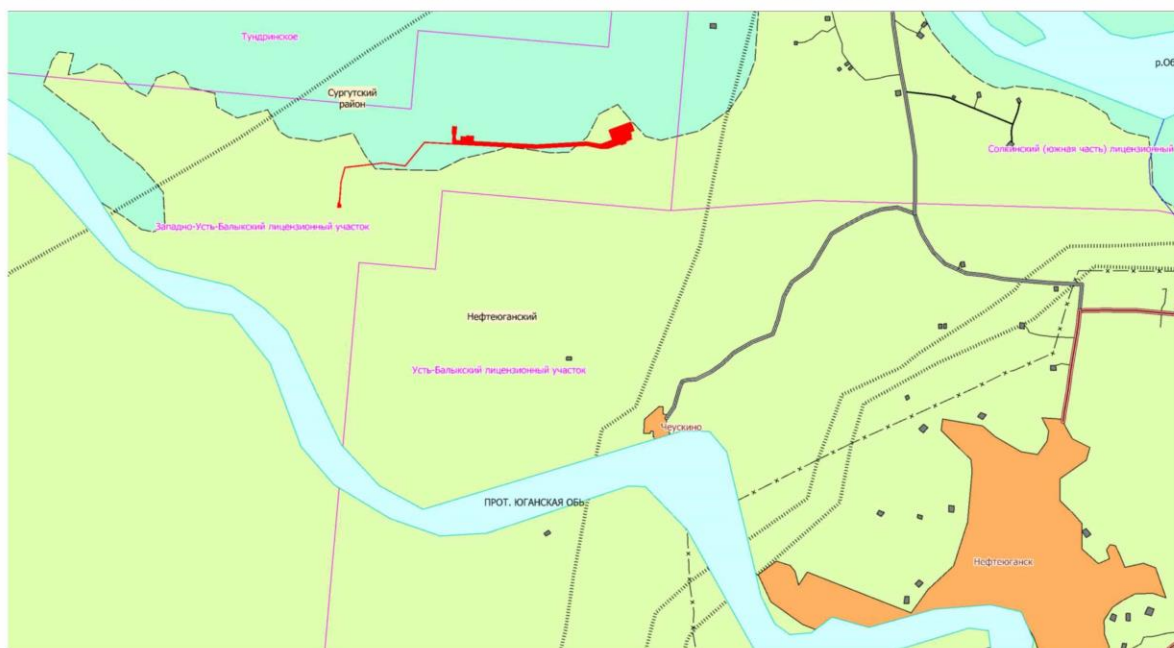 Тундринское
р.Об
Сургутский
район
Солкинский (южная часть) лицензионный
Западно-Усть-Балыкский лицензионный участок
Нефтеюганский
Усть-Балыкский лицензионный участок
Чеускино
ПРОТ. ЮГАНСКАЯ ОБЬ
Нефтеюганск